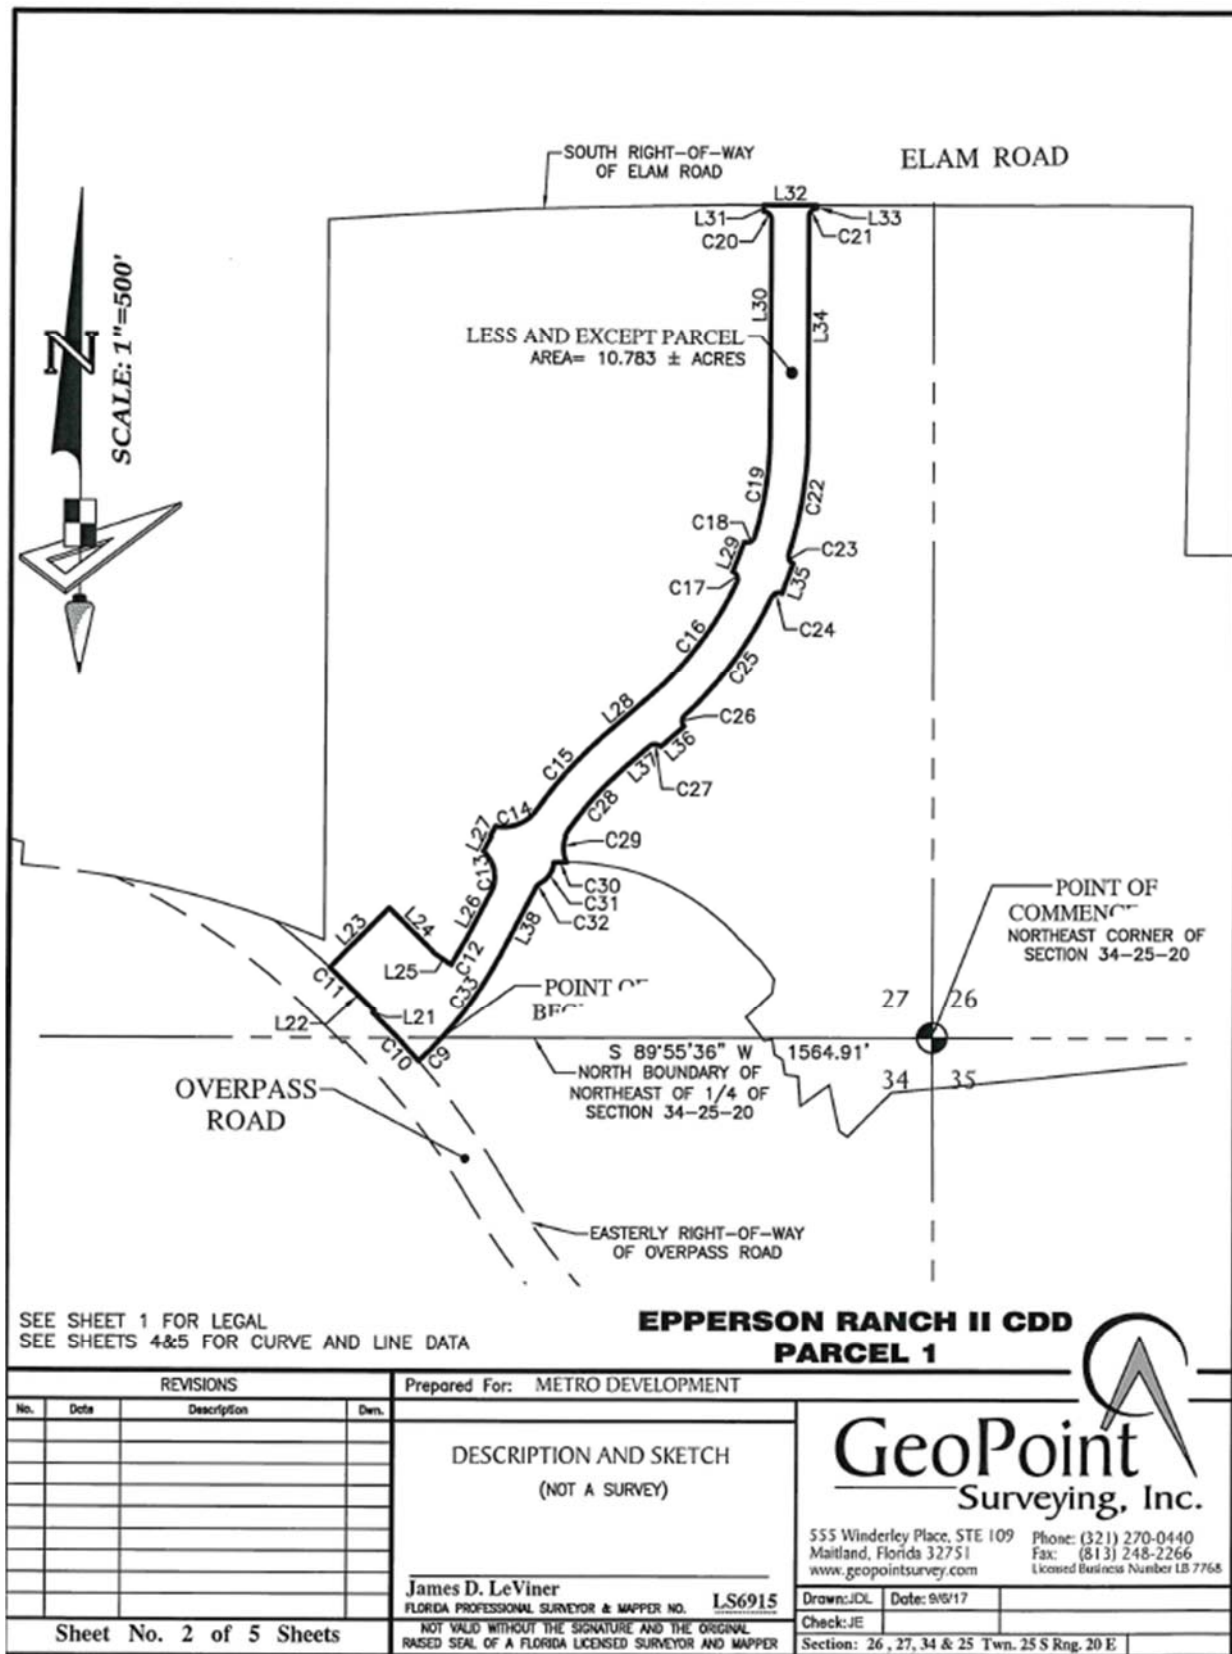 SOUTH RIGHT-OF-WAY
OF ELAM ROAD
ELAM ROAD
L32
L31
L33
C20
C21
N
SCALE: 1"=500'
L30
L34
LESS AND EXCEPT PARCEL
AREA= 10.783 ± ACRES
C19
C22
C18
C23
L29
L35
C17
C24
C16
C25
L28
C26
L36
C15
L37
C27
C28
C14
L27
C29
C13
C30
C31
C32
POINT OF
NORTHEAST CORNER OF
SECTION 34-25-20
L23
L24
L26
L38
L25
C12
C11
C33
POINT
L22
L21
27 26
C10
C9
S 89°55'36" W 1564.91'
NORTH BOUNDARY OF
NORTHEAST OF 1/4 OF
SECTION 34-25-20
34 35
OVERPASS
ROAD
EASTERLY RIGHT-OF-WAY
OF OVERPASS ROAD
SEE SHEET 1 FOR LEGAL
SEE SHEETS 4&5 FOR CURVE AND LINE DATA
EPPERSON RANCH II CDD
PARCEL 1
REVISIONS
No. Date Description Dwn.
Sheet No. 2 of 5 Sheets
Prepared For: METRO DEVELOPMENT
DESCRIPTION AND SKETCH
(NOT A SURVEY)
James D. LeViner
FLORIDA PROFESSIONAL SURVEYOR & MAPPER NO. LS6915
NOT VALID WITHOUT THE SIGNATURE AND THE ORIGINAL
RAISED SEAL OF A FLORIDA LICENSED SURVEYOR AND MAPPER
GeoPoint
Surveying, Inc.
555 Winderley Place, STE 109 Phone: (321) 270-0440
Maitland, Florida 32751 Fax: (813) 248-2266
www.geopointsurvey.com Licensed Business Number LB 7768
Drawn:JDL Date: 9/6/17
Check:JE
Section: 26 , 27, 34 & 25 Twn. 25 S Rng. 20 E